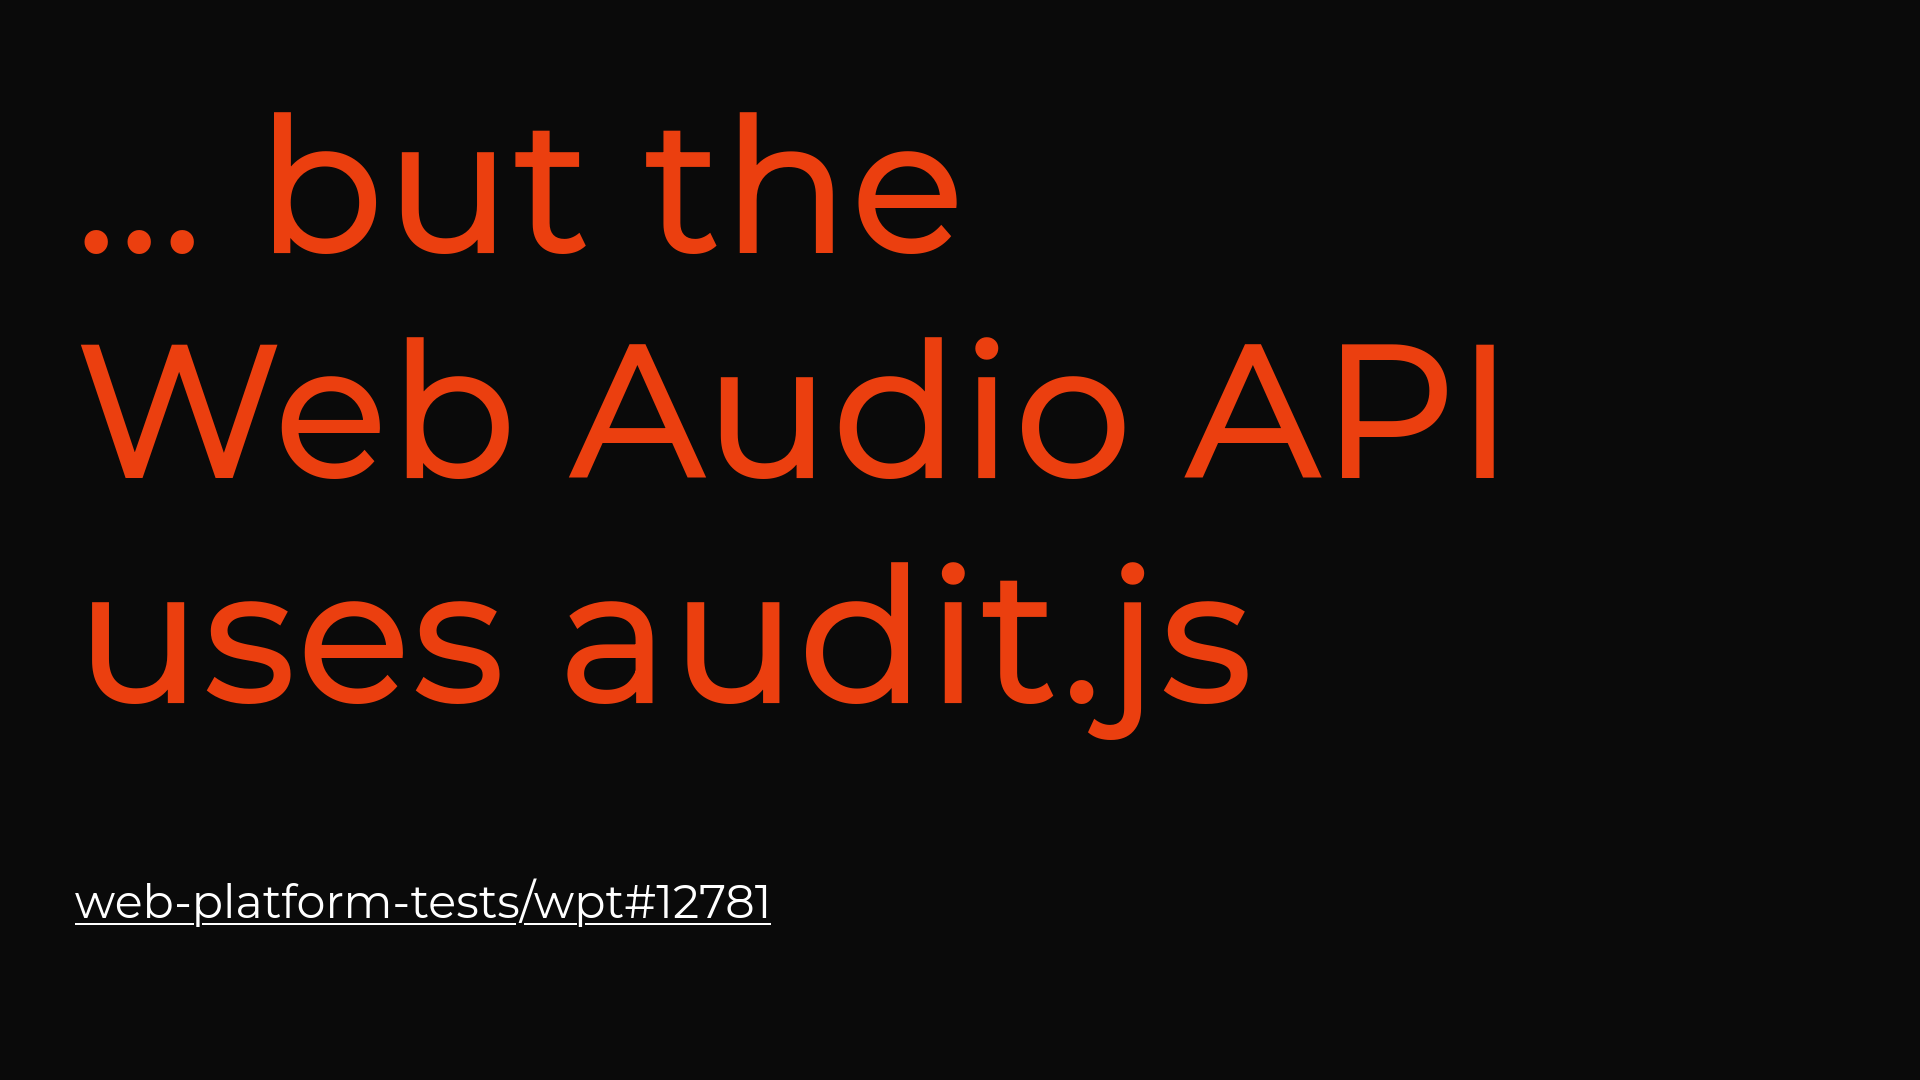 ... but the
Web Audio API
uses audit.js
web-platform-tests/wpt#12781